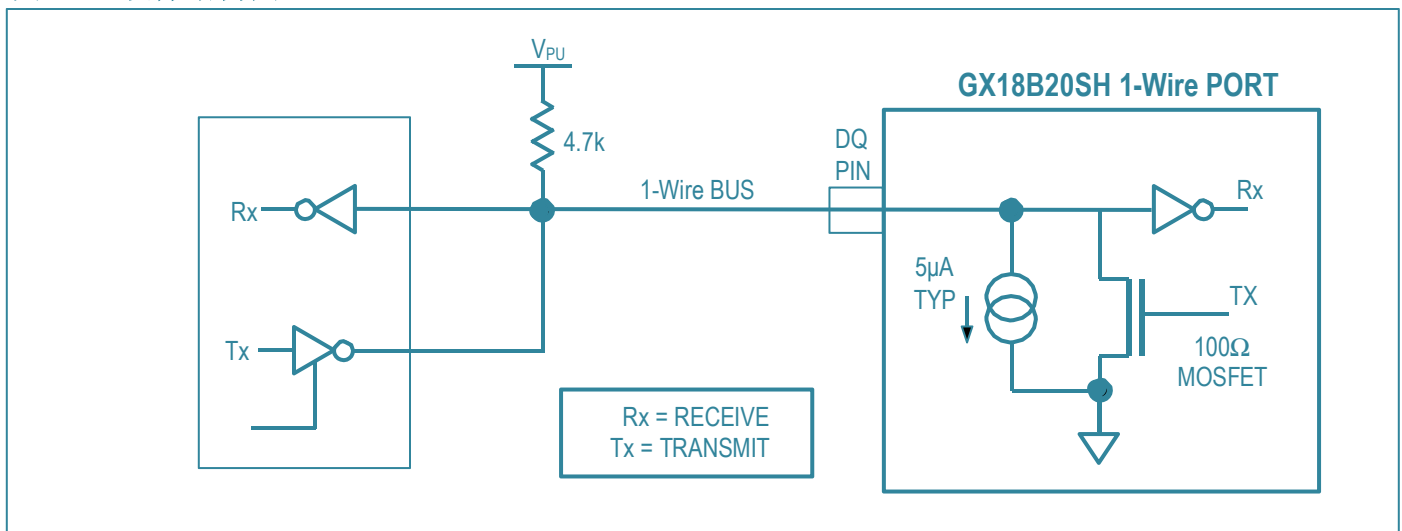 V_PU
GX18B20SH 1-Wire PORT
4.7k
DQ
PIN
1-Wire BUS
Rx
Rx
5µA
TYP
TX
Tx
100Ω
MOSFET
Rx = RECEIVE
Tx = TRANSMIT